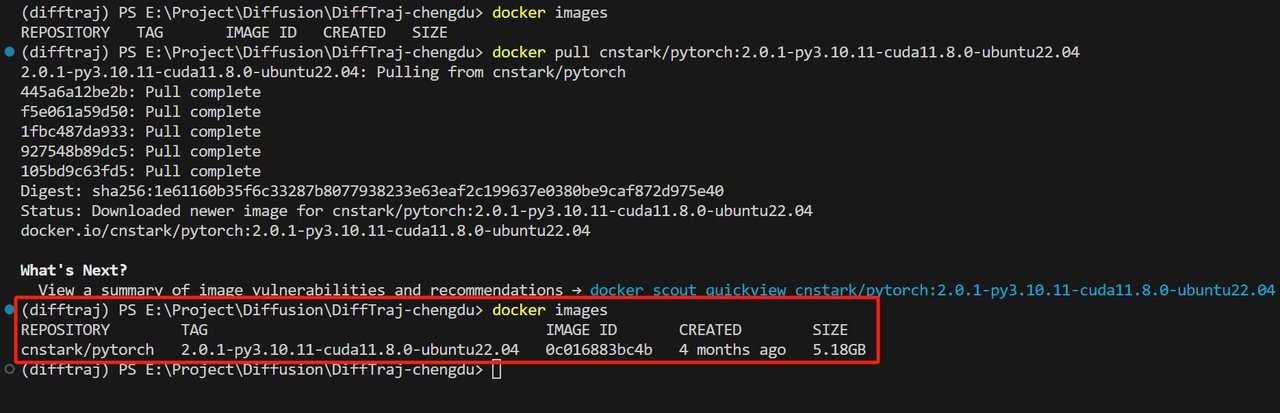 (difftraj) PS E:\Project\Diffusion\DiffTraj-chengdu> docker images
REPOSITORY   TAG       IMAGE ID   CREATED   SIZE
(difftraj) PS E:\Project\Diffusion\DiffTraj-chengdu> docker pull cnstark/pytorch:2.0.1-py3.10.11-cuda11.8.0-ubuntu22.04
2.0.1-py3.10.11-cuda11.8.0-ubuntu22.04: Pulling from cnstark/pytorch
445a6a12be2b: Pull complete
f5e061a59d50: Pull complete
1fbc487da933: Pull complete
927548b89dc5: Pull complete
105bd9c63fd5: Pull complete
Digest: sha256:1e61160b35f6c33287b8077938233e63eaf2c199637e0380be9caf872d975e40
Status: Downloaded newer image for cnstark/pytorch:2.0.1-py3.10.11-cuda11.8.0-ubuntu22.04
docker.io/cnstark/pytorch:2.0.1-py3.10.11-cuda11.8.0-ubuntu22.04
What's Next?
View a summary of image vulnerabilities and recommendations → docker scout quickview cnstark/pytorch:2.0.1-py3.10.11-cuda11.8.0-ubuntu22.04
(difftraj) PS E:\Project\Diffusion\DiffTraj-chengdu> docker images
REPOSITORY        TAG                                      IMAGE ID       CREATED        SIZE
cnstark/pytorch   2.0.1-py3.10.11-cuda11.8.0-ubuntu22.04   0c016883bc4b   4 months ago   5.18GB
(difftraj) PS E:\Project\Diffusion\DiffTraj-chengdu>